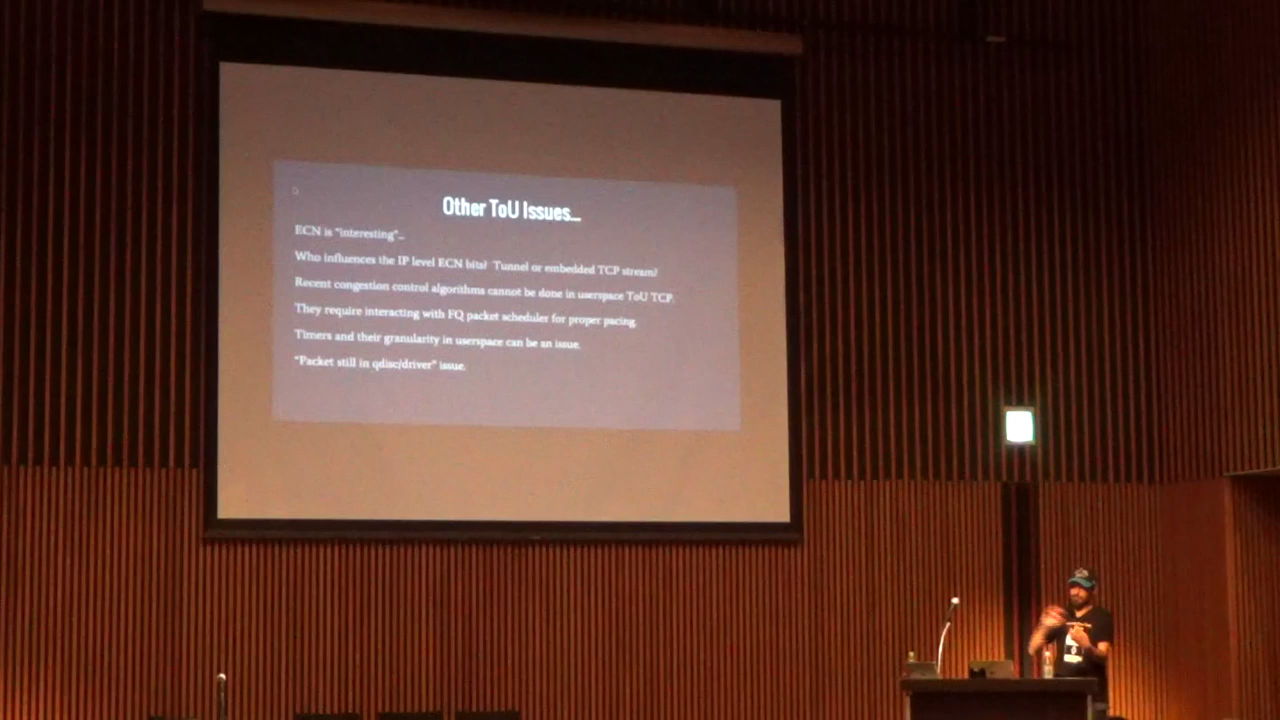 Other ToU Issues...
ECN is "interesting"...
Who influences the IP level ECN bits? Tunnel or embedded TCP stream?
Recent congestion control algorithms cannot be done in userspace ToU TCP.
They require interacting with FQ packet scheduler for proper pacing.
Timers and their granularity in userspace can be an issue.
"Packet still in qdisc/driver" issue.